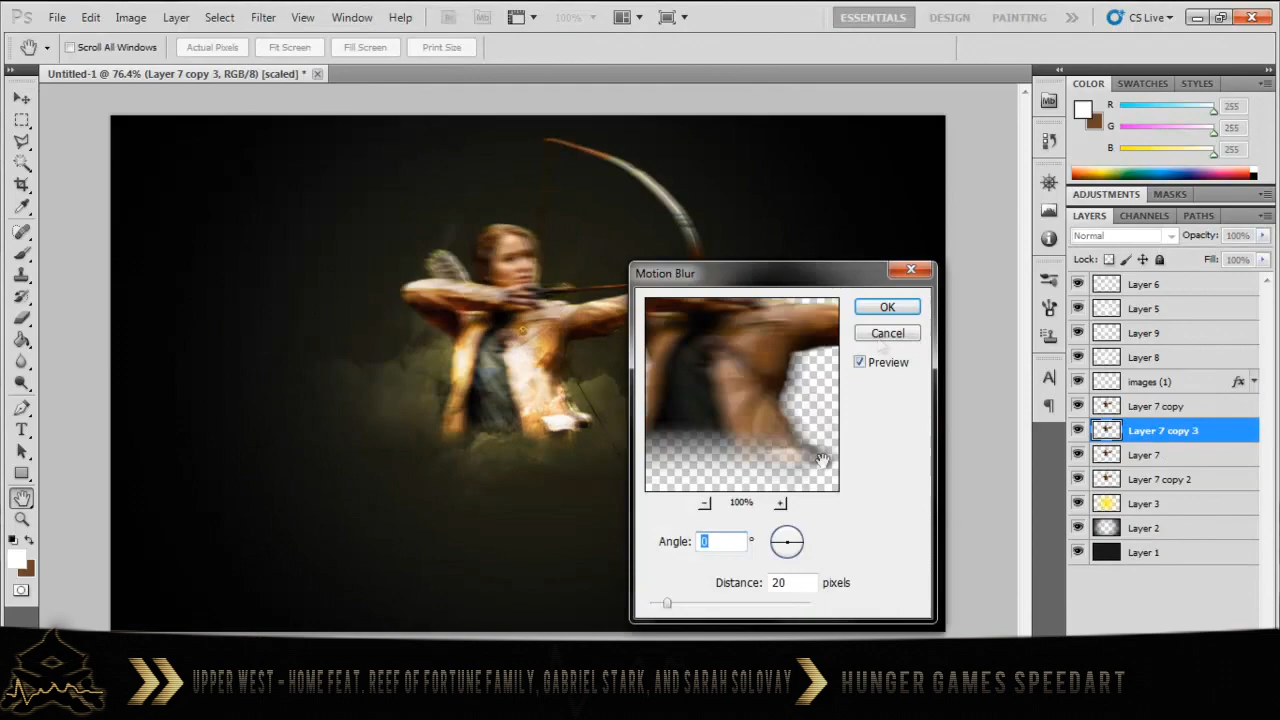 Ps File Edit Image Layer Select Filter View Window Help Br Mb 100% ESSENTIALS DESIGN PAINTING CS Live
Scroll All Windows Actual Pixels Fit Screen Fill Screen Print Size
Untitled-1 @ 76.4% (Layer 7 copy 3, RGB/8) [scaled] *
COLOR SWATCHES STYLES
Mb
R 255
G 255
B 255
ADJUSTMENTS MASKS
LAYERS CHANNELS PATHS
Normal Opacity: 100%
Lock: Fill: 100%
Layer 6
Layer 5
Layer 9
Layer 8
images (1) fx
Layer 7 copy
Layer 7 copy 3
Layer 7
Layer 7 copy 2
Layer 3
Layer 2
Layer 1
Motion Blur
OK
Cancel
Preview
100%
Angle: 0 °
Distance: 20 pixels
UPPER WEST - HOME FEAT. REEF OF FORTUNE FAMILY, GABRIEL STARK, AND SARAH SOLOVAY HUNGER GAMES SPEEDART